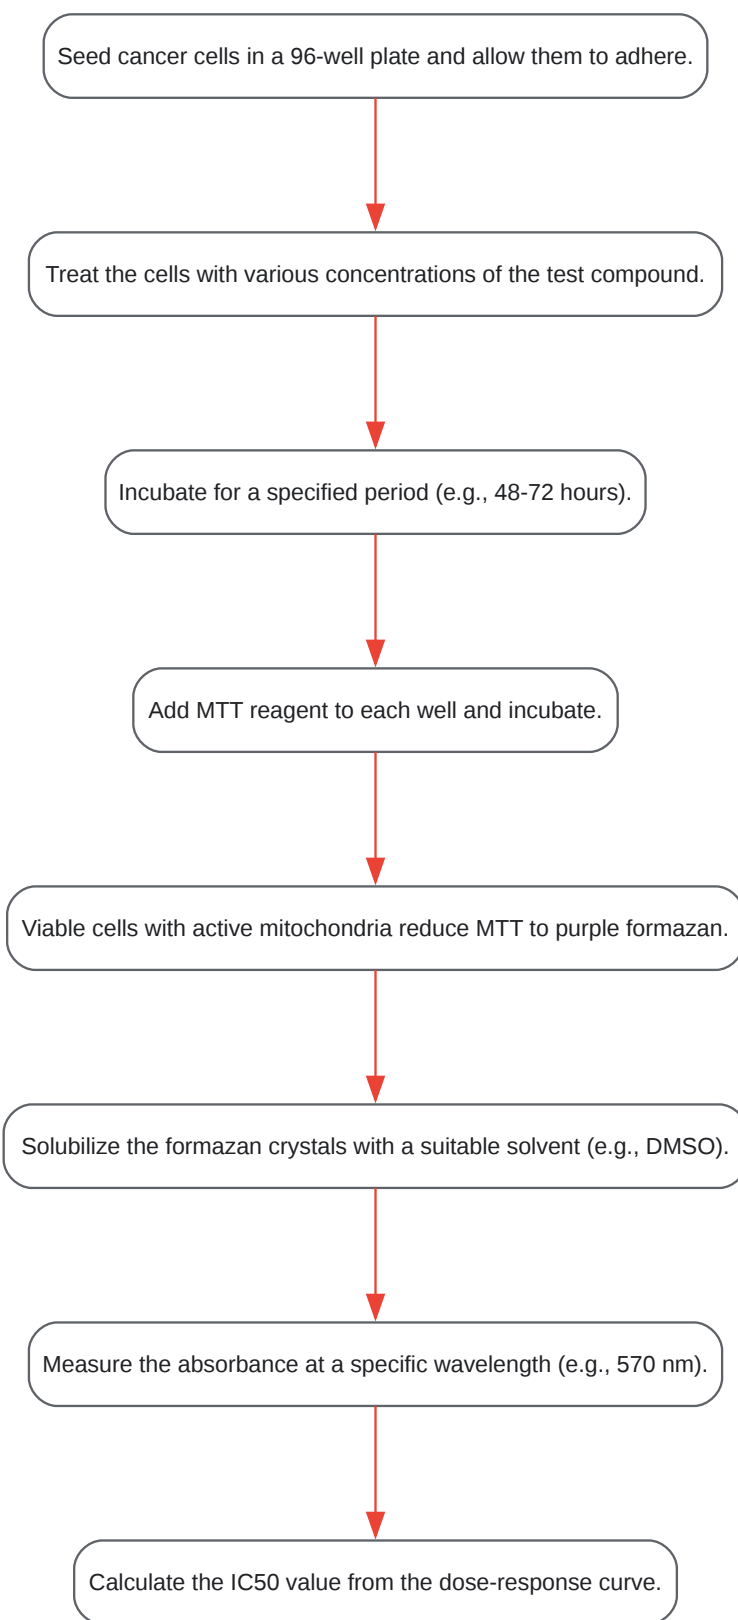 Seed cancer cells in a 96-well plate and allow them to adhere.
Treat the cells with various concentrations of the test compound.
Incubate for a specified period (e.g., 48-72 hours).
Add MTT reagent to each well and incubate.
Viable cells with active mitochondria reduce MTT to purple formazan.
Solubilize the formazan crystals with a suitable solvent (e.g., DMSO).
Measure the absorbance at a specific wavelength (e.g., 570 nm).
Calculate the IC50 value from the dose-response curve.